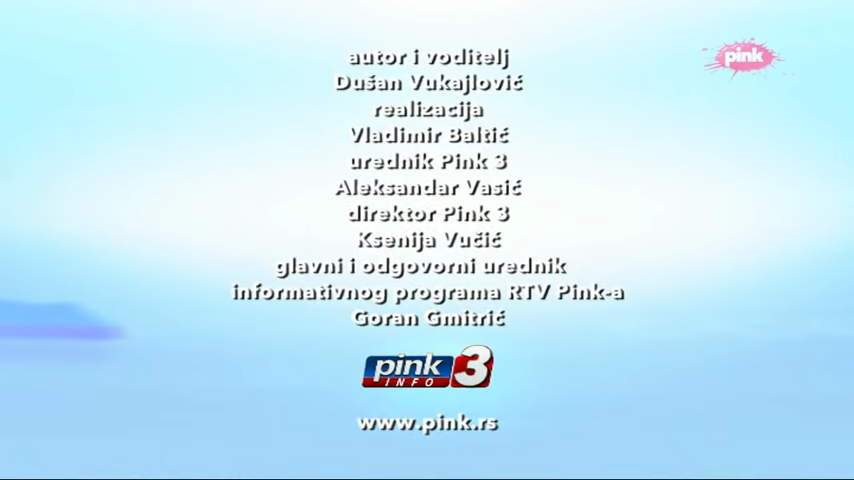 pink
autor i voditelj
Dušan Vukajlović
realizacija
Vladimir Baltić
urednik Pink 3
Aleksandar Vasić
direktor Pink 3
Ksenija Vučić
glavni i odgovorni urednik
informativnog programa RTV Pink-a
Goran Gmitrić
pink 3
INFO
www.pink.rs